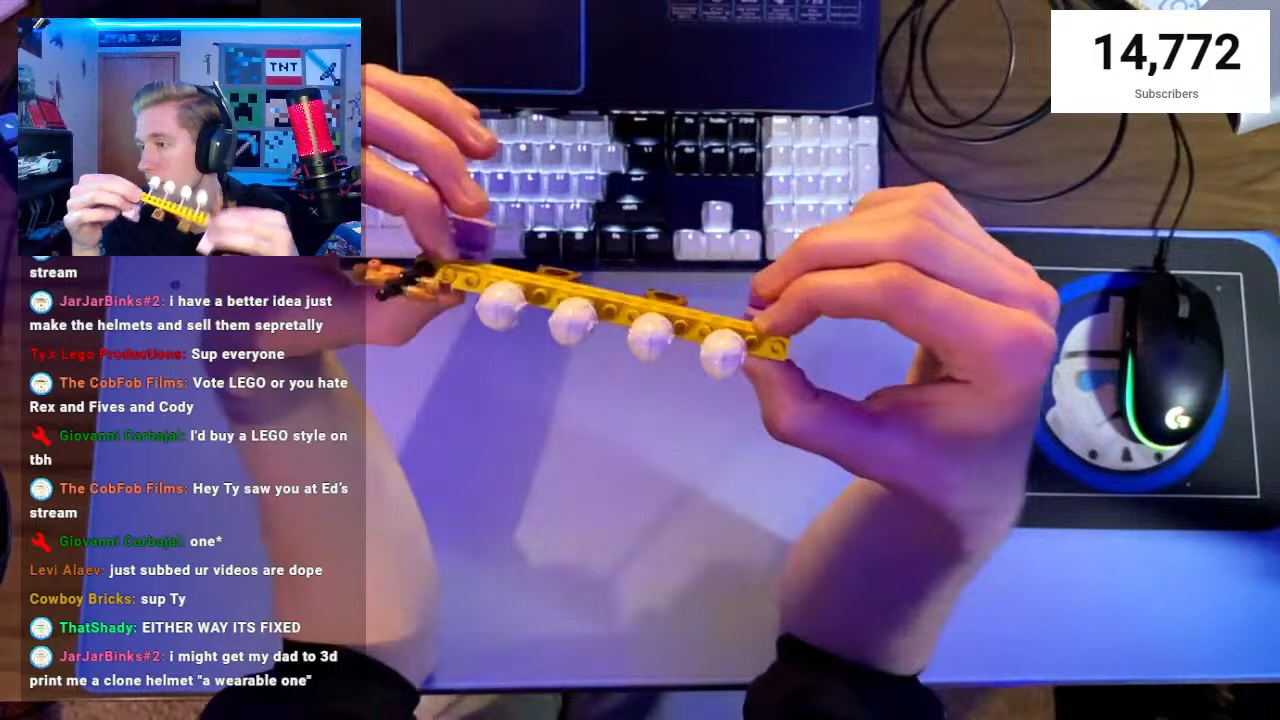 14,772
Subscribers
TNT
stream
JarJarBinks#2: i have a better idea just
make the helmets and sell them sepretally
Ty's Lego Productions: Sup everyone
The CobFob Films: Vote LEGO or you hate
Rex and Fives and Cody
Giovanni Carbajal: I'd buy a LEGO style on
tbh
The CobFob Films: Hey Ty saw you at Ed's
stream
Giovanni Carbajal: one*
Levi Alaev: just subbed ur videos are dope
Cowboy Bricks: sup Ty
ThatShady: EITHER WAY ITS FIXED
JarJarBinks#2: i might get my dad to 3d
print me a clone helmet "a wearable one"